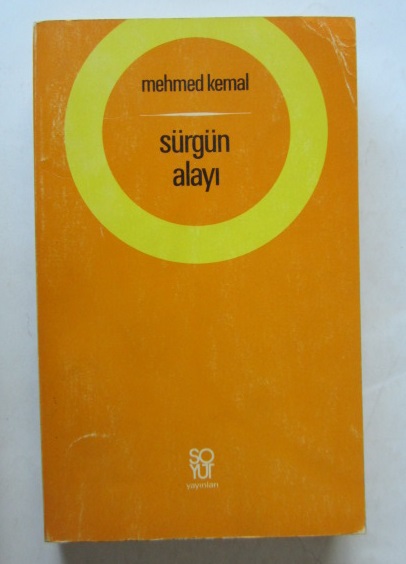 mehmed kemal
sürgün
alayı
SO
YUT
yayınları